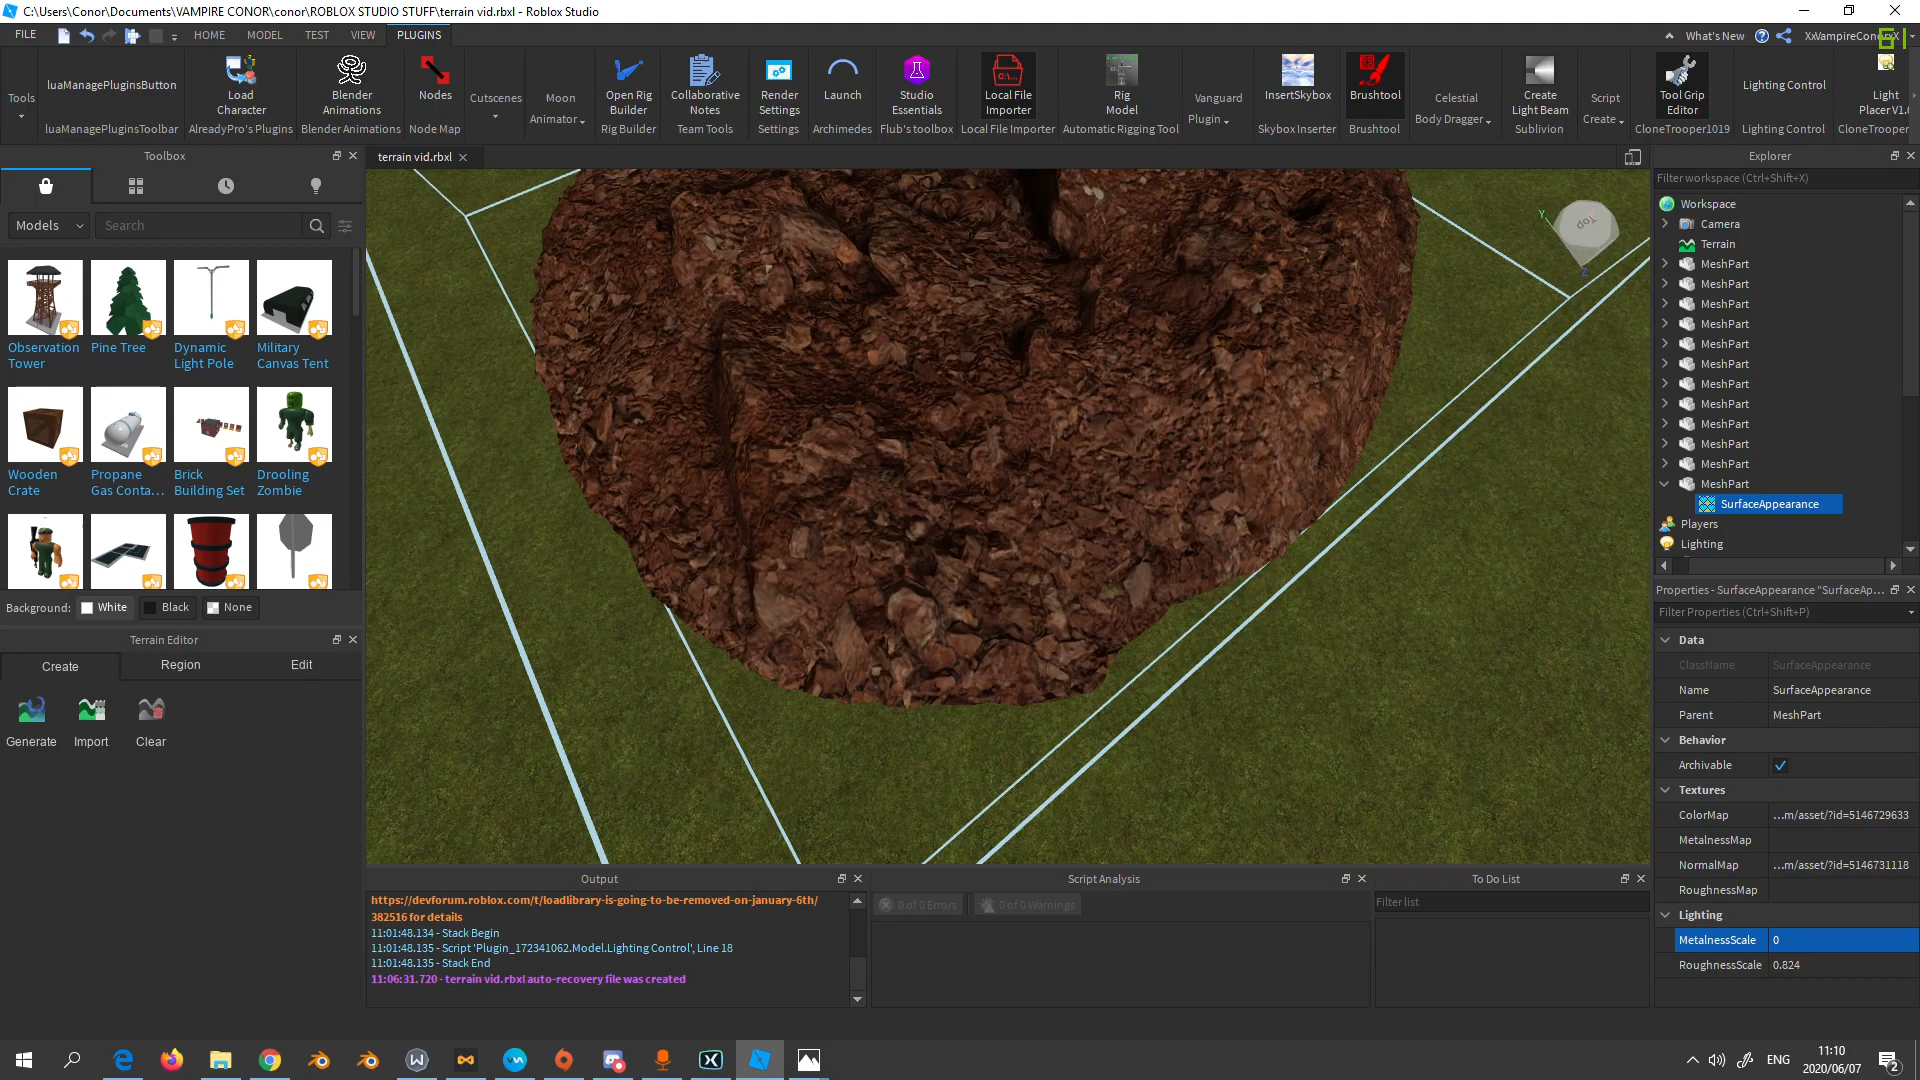 C:\Users\Conor\Documents\VAMPIRE CONOR\conor\ROBLOX STUDIO STUFF\terrain vid.rbxl - Roblox Studio
FILE HOME MODEL TEST VIEW PLUGINS What's New XxVampireConorxX
61
Tools
luaManagePluginsButton
luaManagePluginsToolbar
Load Character
AlreadyPro's Plugins
Blender Animations
Blender Animations
Nodes
Node Map
Cutscenes
Moon Animator
Open Rig Builder
Rig Builder
Collaborative Notes
Team Tools
Render Settings
Settings
Launch
Archimedes
Studio Essentials
Flub's toolbox
Local File Importer
Local File Importer
Rig Model
Automatic Rigging Tool
Vanguard Plugin
InsertSkybox
Skybox Inserter
Brushtool
Brushtool
Celestial Body Dragger
Create Light Beam
Sublivion
Script Create
Tool Grip Editor
CloneTrooper1019
Lighting Control
Lighting Control
Light Placer V1.0
CloneTrooper
Toolbox
Models
Search
Observation Tower
Pine Tree
Dynamic Light Pole
Military Canvas Tent
Wooden Crate
Propane Gas Conta...
Brick Building Set
Drooling Zombie
Background: White Black None
Terrain Editor
Create Region Edit
Generate Import Clear
terrain vid.rbxl
Top
Y
Z
Output
https://devforum.roblox.com/t/loadlibrary-is-going-to-be-removed-on-january-6th/
382516 for details
11:01:48.134 - Stack Begin
11:01:48.135 - Script 'Plugin_172341062.Model.Lighting Control', Line 18
11:01:48.135 - Stack End
11:06:31.720 - terrain vid.rbxl auto-recovery file was created
Script Analysis
0 of 0 Errors 0 of 0 Warnings
To Do List
Filter list
Explorer
Filter workspace (Ctrl+Shift+X)
Workspace
Camera
Terrain
MeshPart
MeshPart
MeshPart
MeshPart
MeshPart
MeshPart
MeshPart
MeshPart
MeshPart
MeshPart
MeshPart
MeshPart
SurfaceAppearance
Players
Lighting
Properties - SurfaceAppearance "SurfaceAp...
Filter Properties (Ctrl+Shift+P)
Data
ClassName SurfaceAppearance
Name SurfaceAppearance
Parent MeshPart
Behavior
Archivable
Textures
ColorMap ...m/asset/?id=5146729633
MetalnessMap
NormalMap ...m/asset/?id=5146731118
RoughnessMap
Lighting
MetalnessScale 0
RoughnessScale 0.824
ENG
11:10
2020/06/07
2